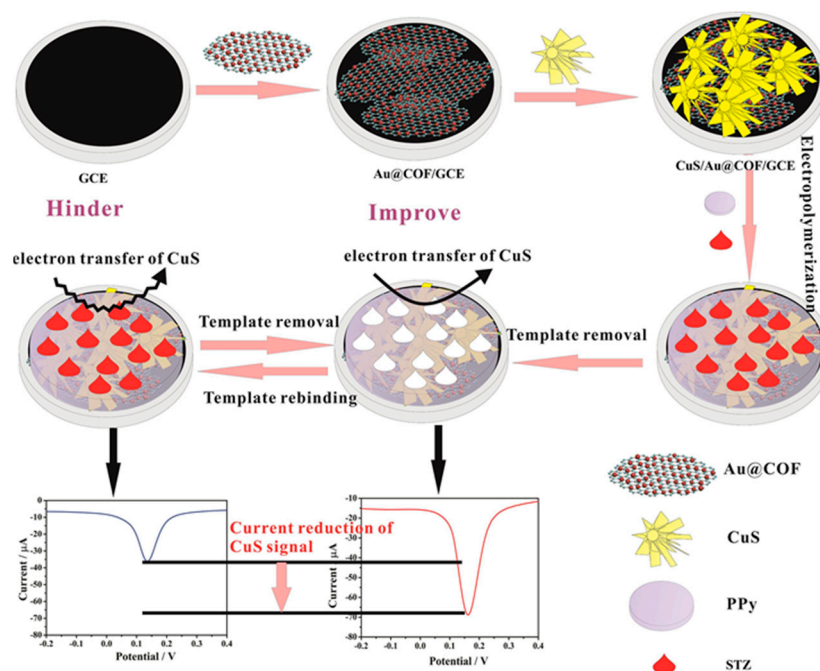 GCE
Au@COF/GCE
CuS/Au@COF/GCE
Electropolymerization
Hinder
Improve
electron transfer of CuS
electron transfer of CuS
Template removal
Template rebinding
Template removal
Current reduction of
CuS signal
Current / μA
0
-10
-20
-30
-40
-50
-60
-70
-80
-0.2
-0.1
0.0
0.1
0.2
0.3
0.4
Potential / V
Current / μA
-10
-20
-30
-40
-50
-60
-70
-80
-0.2
-0.1
0.0
0.1
0.2
0.3
0.4
Potential / V
Au@COF
CuS
PPy
STZ